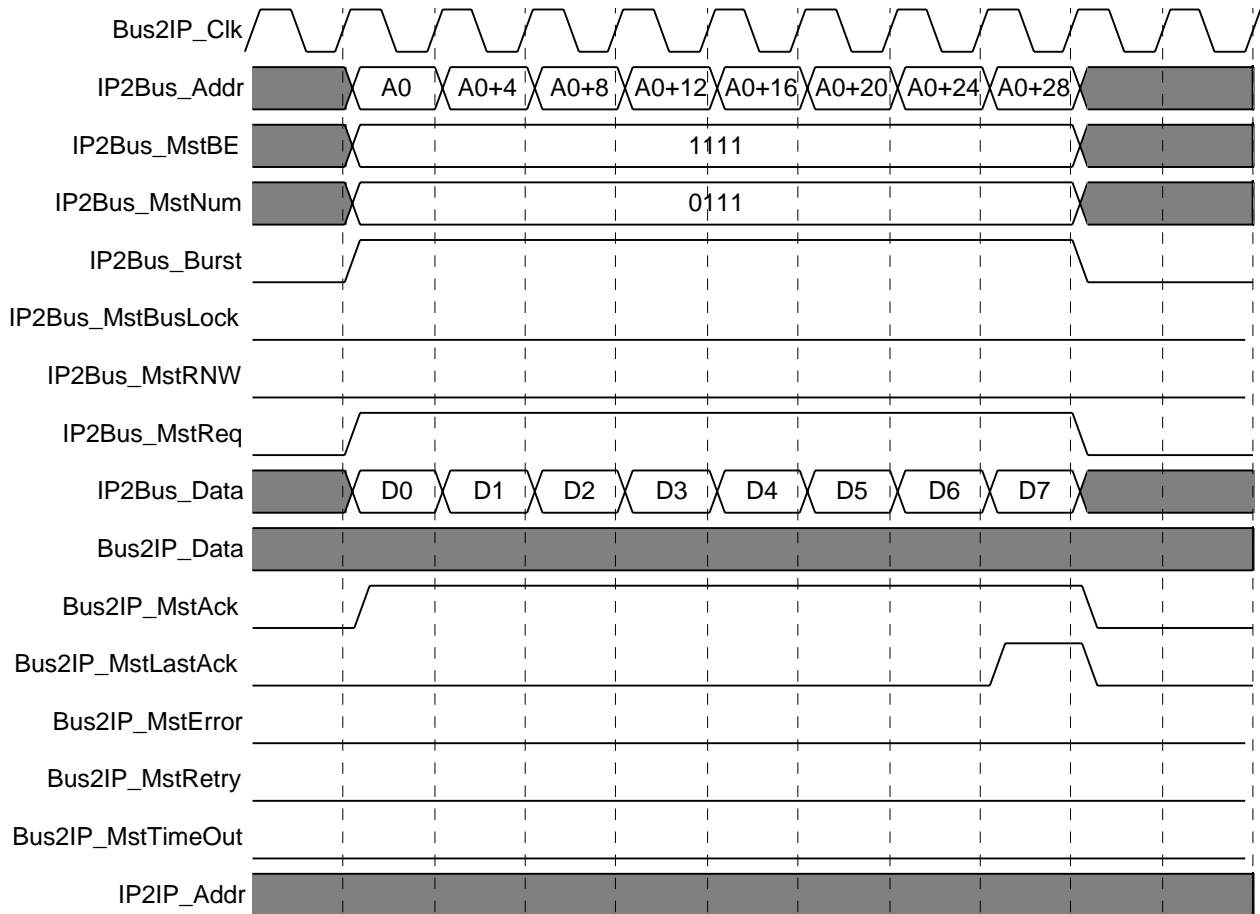 Bus2IP_Clk
IP2Bus_Addr A0 A0+4 A0+8 A0+12 A0+16 A0+20 A0+24 A0+28
IP2Bus_MstBE 1111
IP2Bus_MstNum 0111
IP2Bus_Burst
IP2Bus_MstBusLock
IP2Bus_MstRNW
IP2Bus_MstReq
IP2Bus_Data D0 D1 D2 D3 D4 D5 D6 D7
Bus2IP_Data
Bus2IP_MstAck
Bus2IP_MstLastAck
Bus2IP_MstError
Bus2IP_MstRetry
Bus2IP_MstTimeOut
IP2IP_Addr